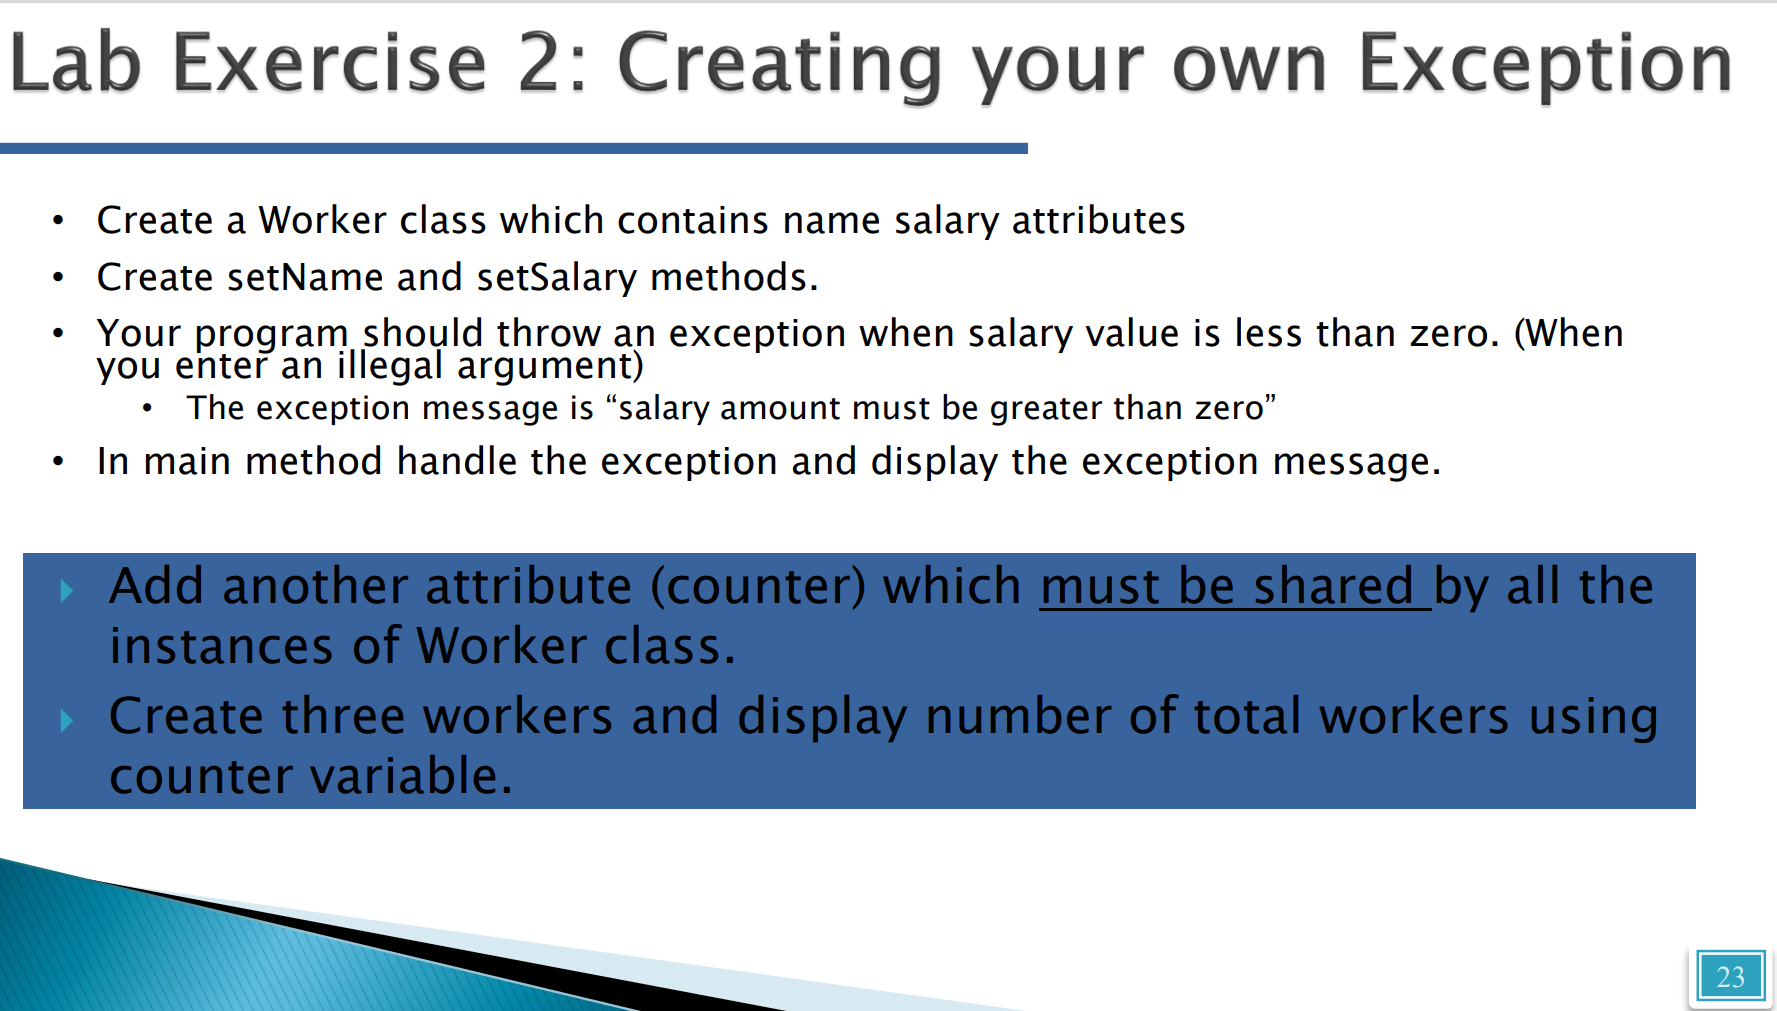 Lab Exercise 2: Creating your own Exception
• Create a Worker class which contains name salary attributes
• Create setName and setSalary methods.
• Your program should throw an exception when salary value is less than zero. (When
you enter an illegal argument)
• The exception message is “salary amount must be greater than zero”
• In main method handle the exception and display the exception message.
Add another attribute (counter) which must be shared by all the
instances of Worker class.
Create three workers and display number of total workers using
counter variable.
23